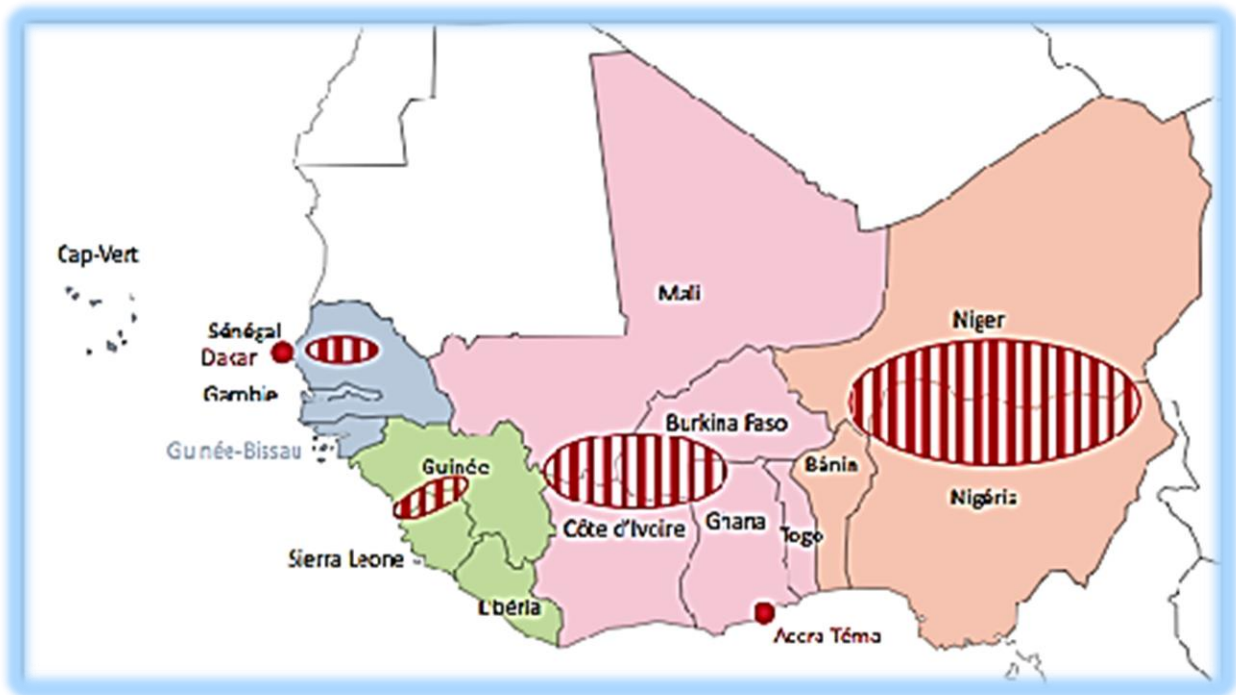 Cap-Vert
Mali
Sénégal
Dakar
Niger
Gambie
Burkina Faso
Guinée-Bissau
Guinée
Bénin
Nigéria
Côte d'Ivoire
Ghana
Togo
Sierra Leone
Libéria
Accra Téma